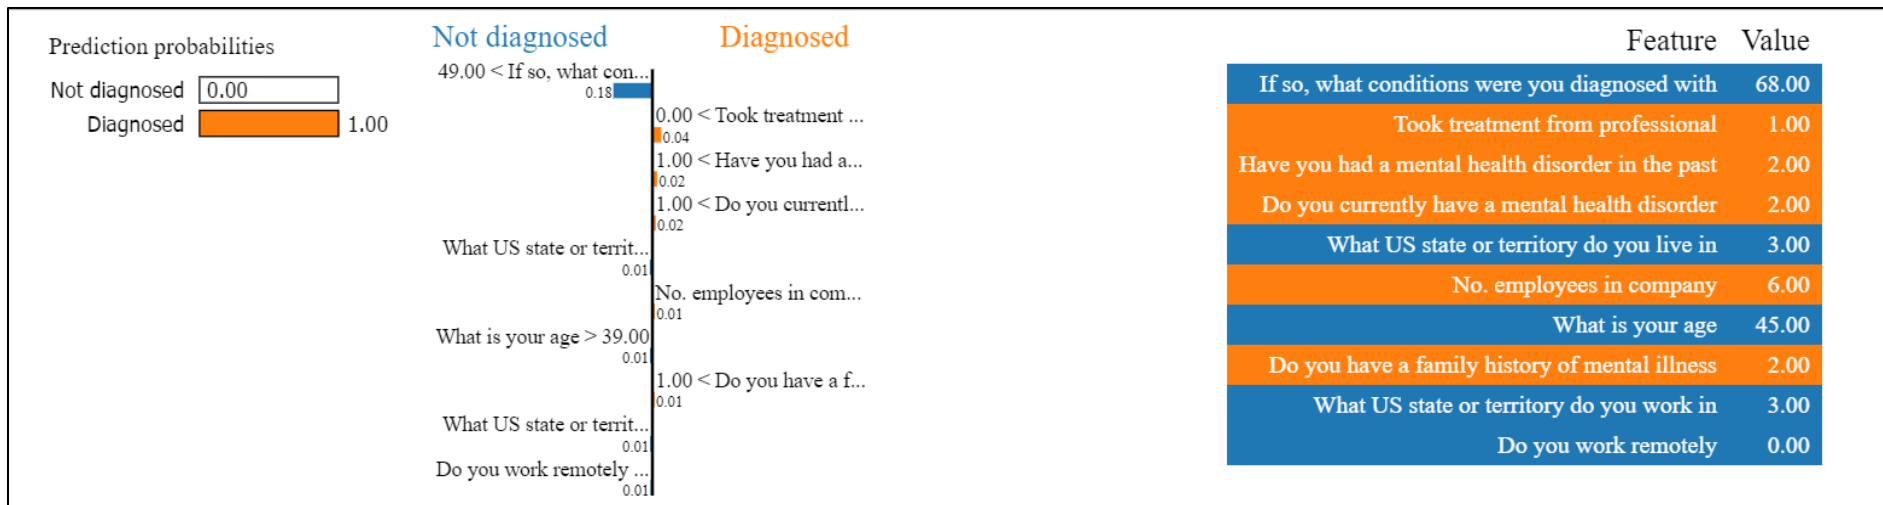 Prediction probabilities
Not diagnosed 0.00
Diagnosed 1.00
Not diagnosed Diagnosed
49.00 < If so, what con...
0.18
0.00 < Took treatment ...
0.04
1.00 < Have you had a...
0.02
1.00 < Do you currentl...
0.02
What US state or territ...
0.01
No. employees in com...
0.01
What is your age > 39.00
0.01
1.00 < Do you have a f...
0.01
What US state or territ...
0.01
Do you work remotely ...
0.01
Feature Value
If so, what conditions were you diagnosed with 68.00
Took treatment from professional 1.00
Have you had a mental health disorder in the past 2.00
Do you currently have a mental health disorder 2.00
What US state or territory do you live in 3.00
No. employees in company 6.00
What is your age 45.00
Do you have a family history of mental illness 2.00
What US state or territory do you work in 3.00
Do you work remotely 0.00